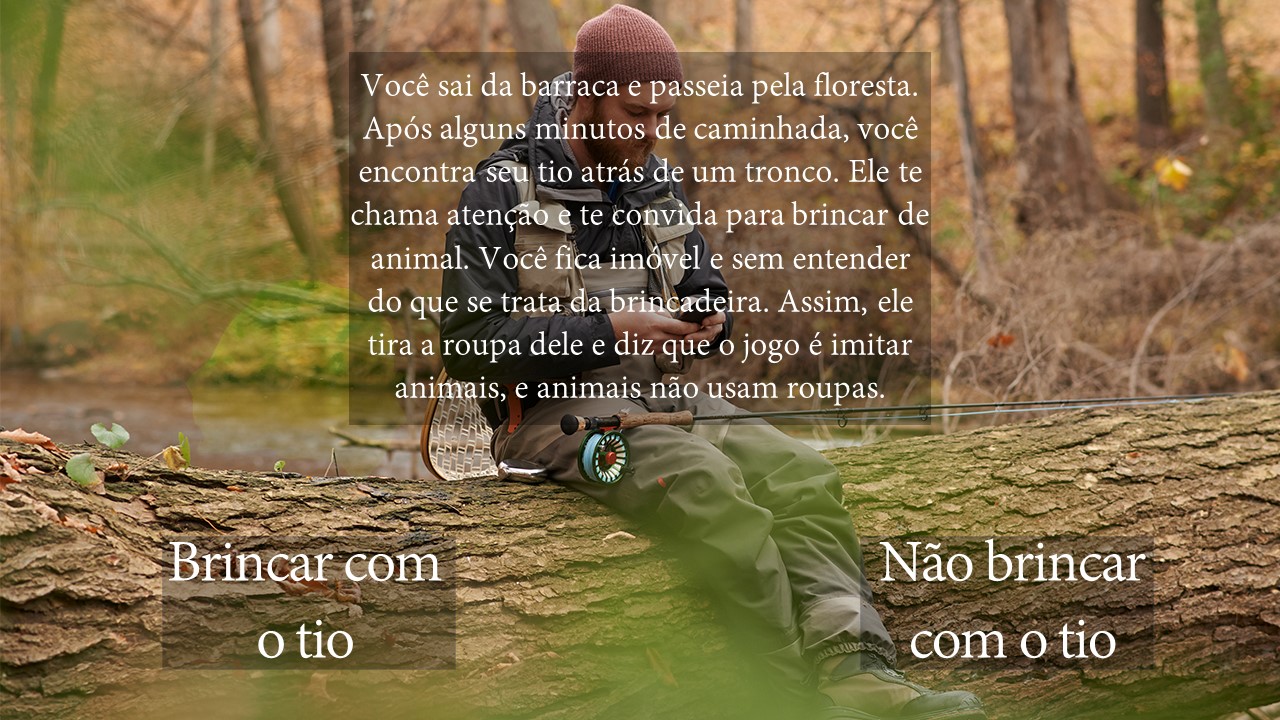 Você sai da barraca e passeia pela floresta.
Após alguns minutos de caminhada, você
encontra seu tio atrás de um tronco. Ele te
chama atenção e te convida para brincar de
animal. Você fica imóvel e sem entender
do que se trata da brincadeira. Assim, ele
tira a roupa dele e diz que o jogo é imitar
animais, e animais não usam roupas.
Brincar com
o tio
Não brincar
com o tio